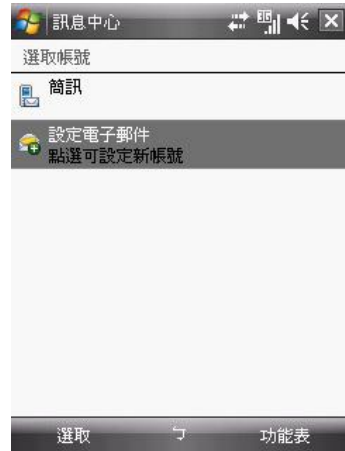 訊息中心
選取帳號
簡訊
設定電子郵件
點選可設定新帳號
選取
功能表